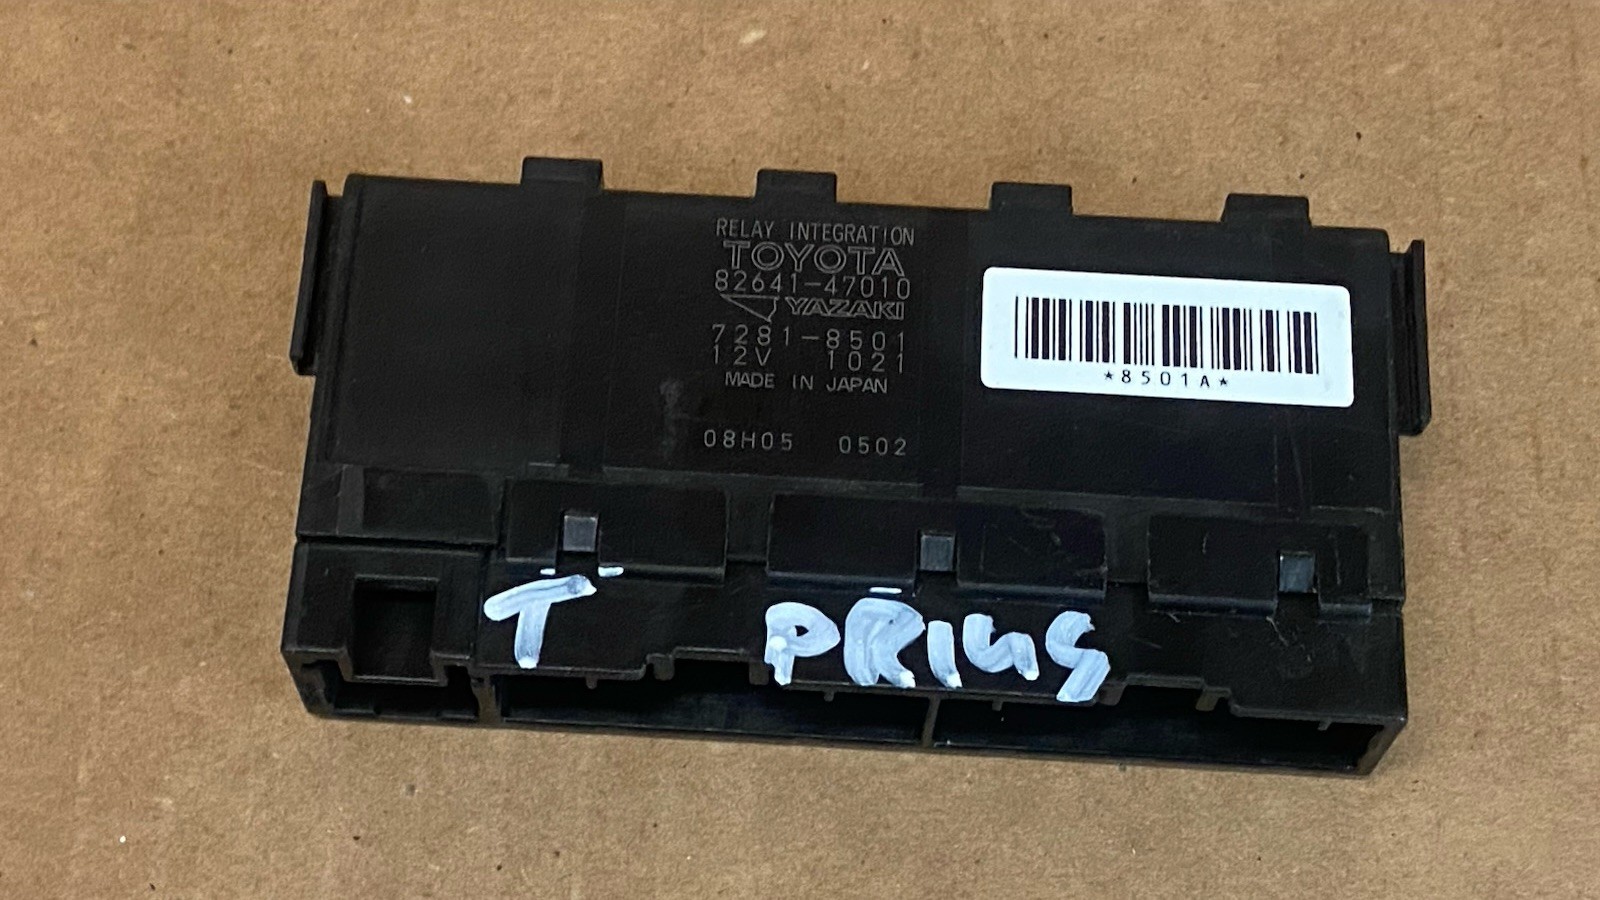 RELAY INTEGRATION
TOYOTA
82641-47010
YAZAKI
7281-8501
12V 1021
MADE IN JAPAN
08H05 0502
*8501A*
T PRIUS